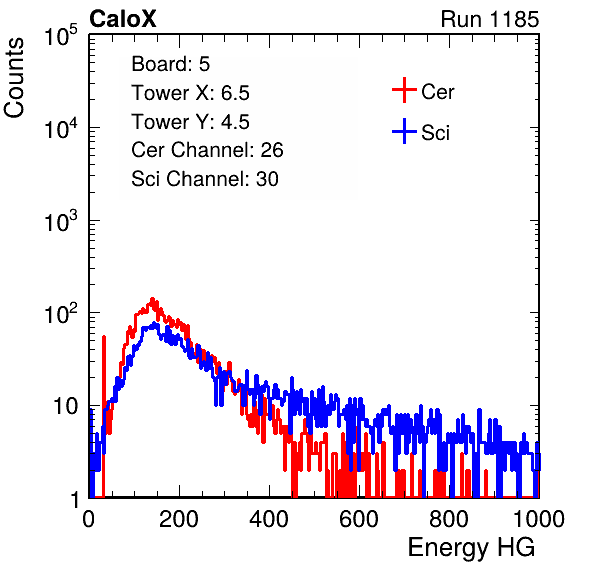 CaloX Run 1185
10^5
Counts
Board: 5
Tower X: 6.5
Tower Y: 4.5
Cer Channel: 26
Sci Channel: 30
Cer
Sci
10^4
10^3
10^2
10
1
0 200 400 600 800 1000
Energy HG